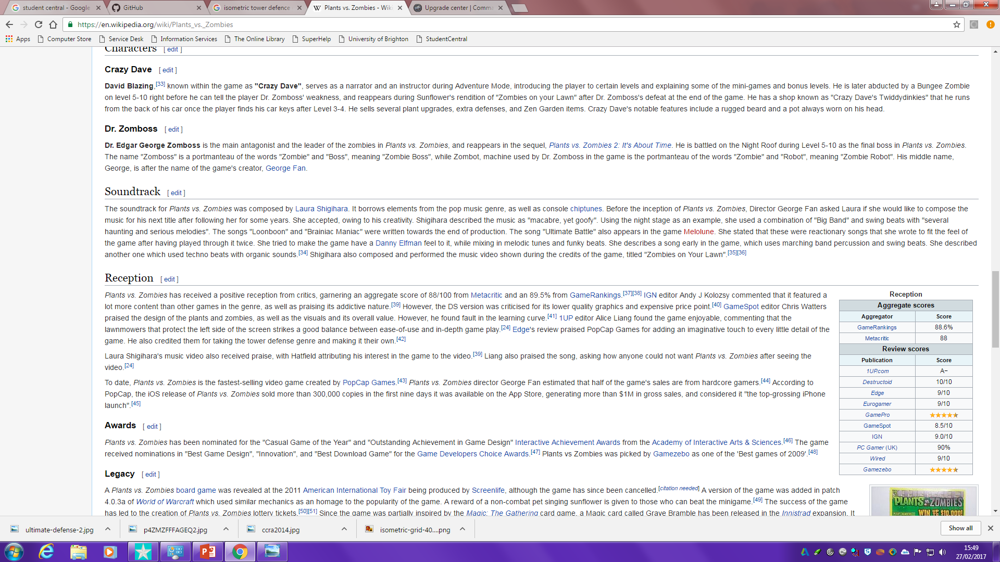 student central - Google
GitHub
isometric tower defence
Plants vs. Zombies - Wiki
Upgrade center | Comma
https://en.wikipedia.org/wiki/Plants_vs._Zombies
Apps
Computer Store
Service Desk
Information Services
The Online Library
SuperHelp
University of Brighton
StudentCentral
Characters [ edit ]
Crazy Dave [ edit ]
David Blazing,[33] known within the game as "Crazy Dave", serves as a narrator and an instructor during Adventure Mode, introducing the player to certain levels and explaining some of the mini-games and bonus levels. He is later abducted by a Bungee Zombie
on level 5-10 right before he can tell the player Dr. Zomboss' weakness, and reappears during Sunflower's rendition of "Zombies on your Lawn" after Dr. Zomboss's defeat at the end of the game. He has a shop known as "Crazy Dave's Twiddydinkies" that he runs
from the back of his car once the player finds his car keys after Level 3-4. He sells several plant upgrades, extra defenses, and Zen Garden items. Crazy Dave's notable features include a rugged beard and a pot always worn on his head.
Dr. Zomboss [ edit ]
Dr. Edgar George Zomboss is the main antagonist and the leader of the zombies in Plants vs. Zombies, and reappears in the sequel, Plants vs. Zombies 2: It's About Time. He is battled on the Night Roof during Level 5-10 as the final boss in Plants vs. Zombies.
The name "Zomboss" is a portmanteau of the words "Zombie" and "Boss", meaning "Zombie Boss", while Zombot, machine used by Dr. Zomboss in the game is the portmanteau of the words "Zombie" and "Robot", meaning "Zombie Robot". His middle name,
George, is after the name of the game's creator, George Fan.
Soundtrack [ edit ]
The soundtrack for Plants vs. Zombies was composed by Laura Shigihara. It borrows elements from the pop music genre, as well as console chiptunes. Before the inception of Plants vs. Zombies, Director George Fan asked Laura if she would like to compose the
music for his next title after following her for some years. She accepted, owing to his creativity. Shigihara described the music as "macabre, yet goofy". Using the night stage as an example, she used a combination of "Big Band" and swing beats with "several
haunting and serious melodies". The songs "Loonboon" and "Brainiac Maniac" were written towards the end of production. The song "Ultimate Battle" also appears in the game Melolune. She stated that these were reactionary songs that she wrote to fit the feel of
the game after having played through it twice. She tried to make the game have a Danny Elfman feel to it, while mixing in melodic tunes and funky beats. She describes a song early in the game, which uses marching band percussion and swing beats. She described
another one which used techno beats with organic sounds.[34] Shigihara also composed and performed the music video shown during the credits of the game, titled "Zombies on Your Lawn".[35][36]
Reception [ edit ]
Plants vs. Zombies has received a positive reception from critics, garnering an aggregate score of 88/100 from Metacritic and an 89.5% from GameRankings.[37][38] IGN editor Andy J Kolozsy commented that it featured a
lot more content than other games in the genre, as well as praising its addictive nature.[39] However, the DS version was criticised for its lower quality graphics and expensive price point.[40] GameSpot editor Chris Watters
praised the design of the plants and zombies, as well as the visuals and its overall value. However, he found fault in the learning curve.[41] 1UP editor Alice Liang found the game enjoyable, commenting that the
lawnmowers that protect the left side of the screen strikes a good balance between ease-of-use and in-depth game play.[24] Edge's review praised PopCap Games for adding an imaginative touch to every little detail of the
game. He also credited them for taking the tower defense genre and making it their own.[42]
Laura Shigihara's music video also received praise, with Hatfield attributing his interest in the game to the video.[39] Liang also praised the song, asking how anyone could not want Plants vs. Zombies after seeing the
video.[24]
To date, Plants vs. Zombies is the fastest-selling video game created by PopCap Games.[43] Plants vs. Zombies director George Fan estimated that half of the game's sales are from hardcore gamers.[44] According to
PopCap, the iOS release of Plants vs. Zombies sold more than 300,000 copies in the first nine days it was available on the App Store, generating more than $1M in gross sales, and considered it "the top-grossing iPhone
launch".[45]
Reception
Aggregate scores
Aggregator Score
GameRankings 88.6%
Metacritic 88
Review scores
Publication Score
1UP.com A−
Destructoid 10/10
Edge 9/10
Eurogamer 9/10
GamePro
GameSpot 8.5/10
IGN 9.0/10
PC Gamer (UK) 90%
Wired 9/10
Gamezebo
Awards [ edit ]
Plants vs. Zombies has been nominated for the "Casual Game of the Year" and "Outstanding Achievement in Game Design" Interactive Achievement Awards from the Academy of Interactive Arts & Sciences.[46] The game
received nominations in "Best Game Design", "Innovation", and "Best Download Game" for the Game Developers Choice Awards.[47] Plants vs Zombies was picked by Gamezebo as one of the 'Best games of 2009'.[48]
Legacy [ edit ]
A Plants vs. Zombies board game was revealed at the 2011 American International Toy Fair being produced by Screenlife, although the game has since been cancelled.[citation needed] A version of the game was added in patch
4.0.3a of World of Warcraft which used similar mechanics as an homage to the popularity of the game. A reward of a non-combat pet singing sunflower is given to those who can beat the minigame.[49] The success of the game
has led to the creation of Plants vs. Zombies lottery tickets.[50][51] Since the game was partially inspired by the Magic: The Gathering card game, a Magic card called Grave Bramble has been released in the Innistrad expansion. It
PLANTS vs. ZOMBIES
WIN UP TO $10,000!
ultimate-defense-2.jpg
p4ZMZFFFAGEQ2.jpg
ccra2014.jpg
isometric-grid-40....png
Show all
15:49
27/02/2017